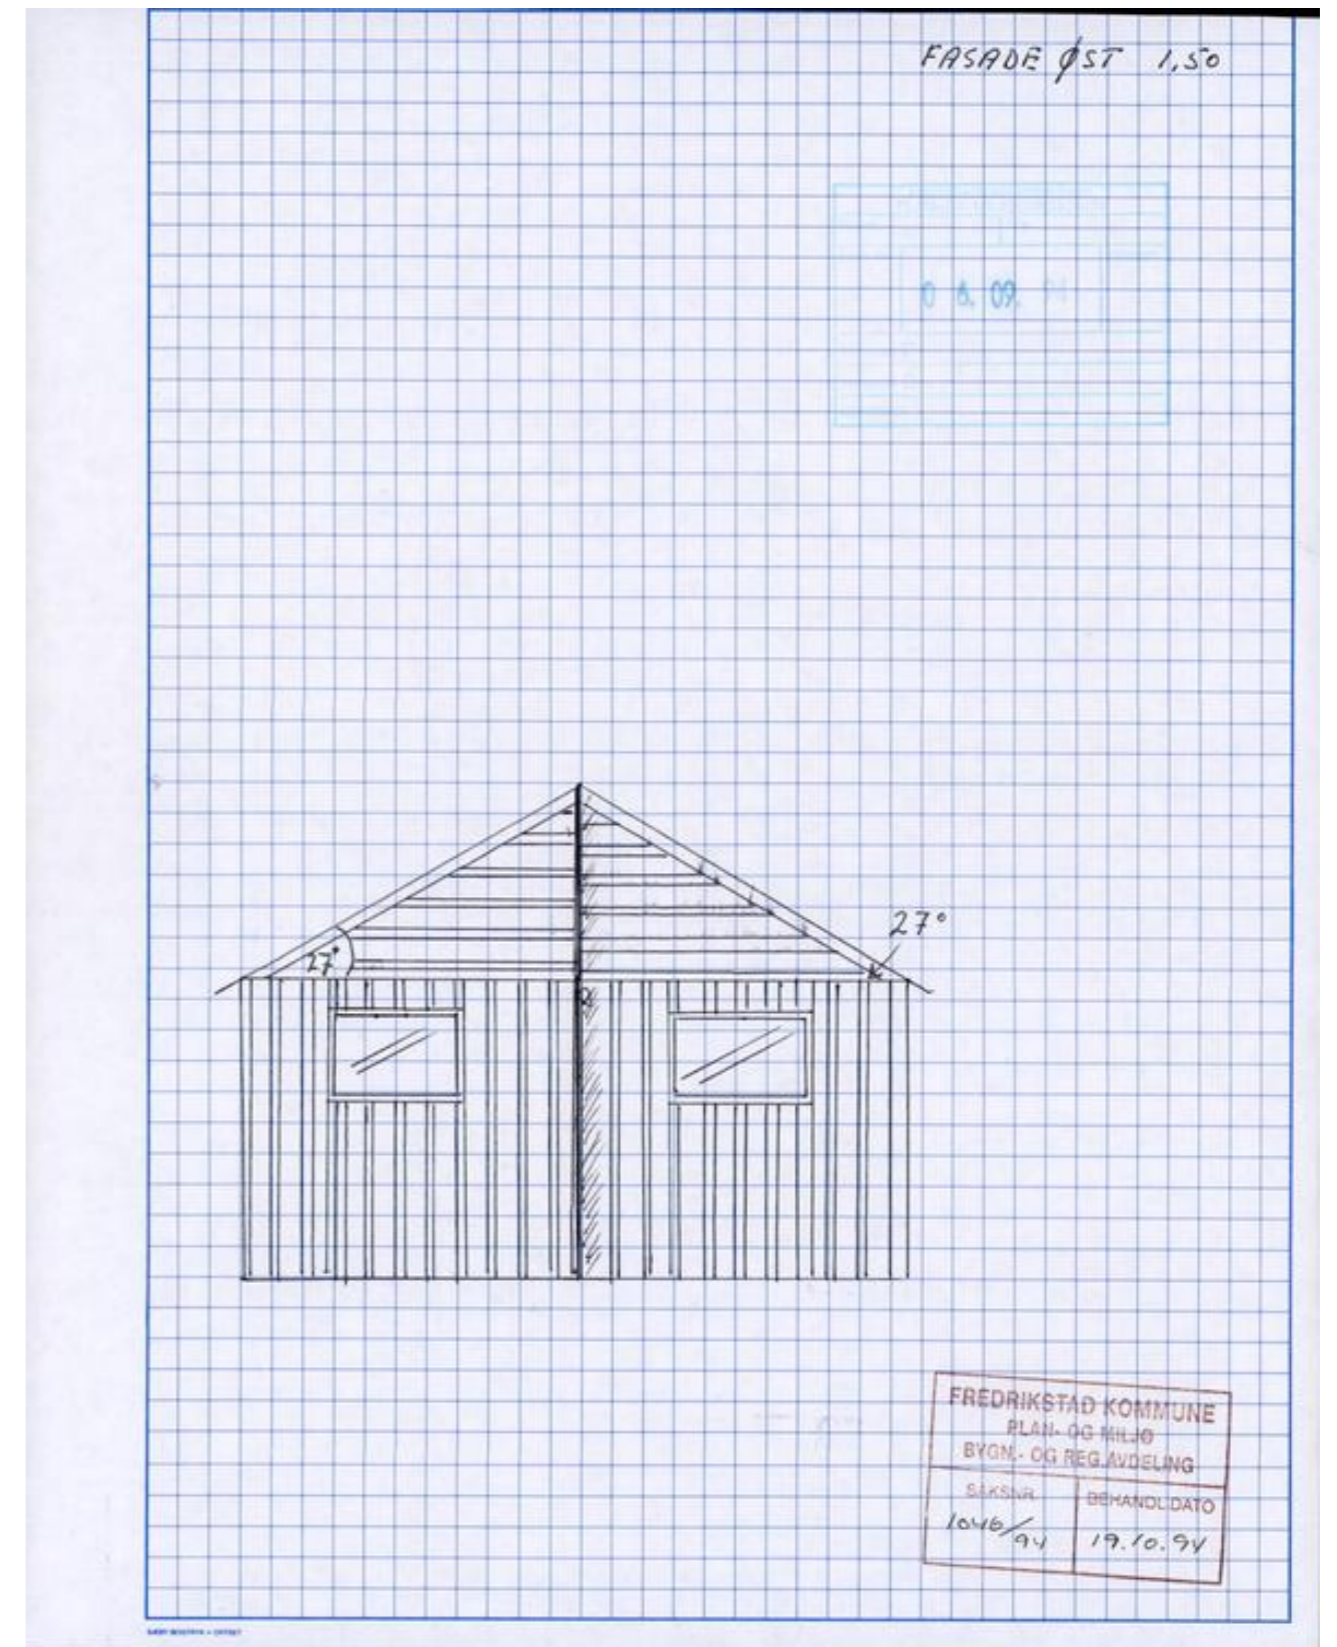 FASADE ØST 1,50
0 6. 09. 94
27°
27°
FREDRIKSTAD KOMMUNE
PLAN- OG MILJØ
BYGN.- OG REG.AVDELING
SAKSNR.
BEHANDL.DATO
1046/94
19.10.94